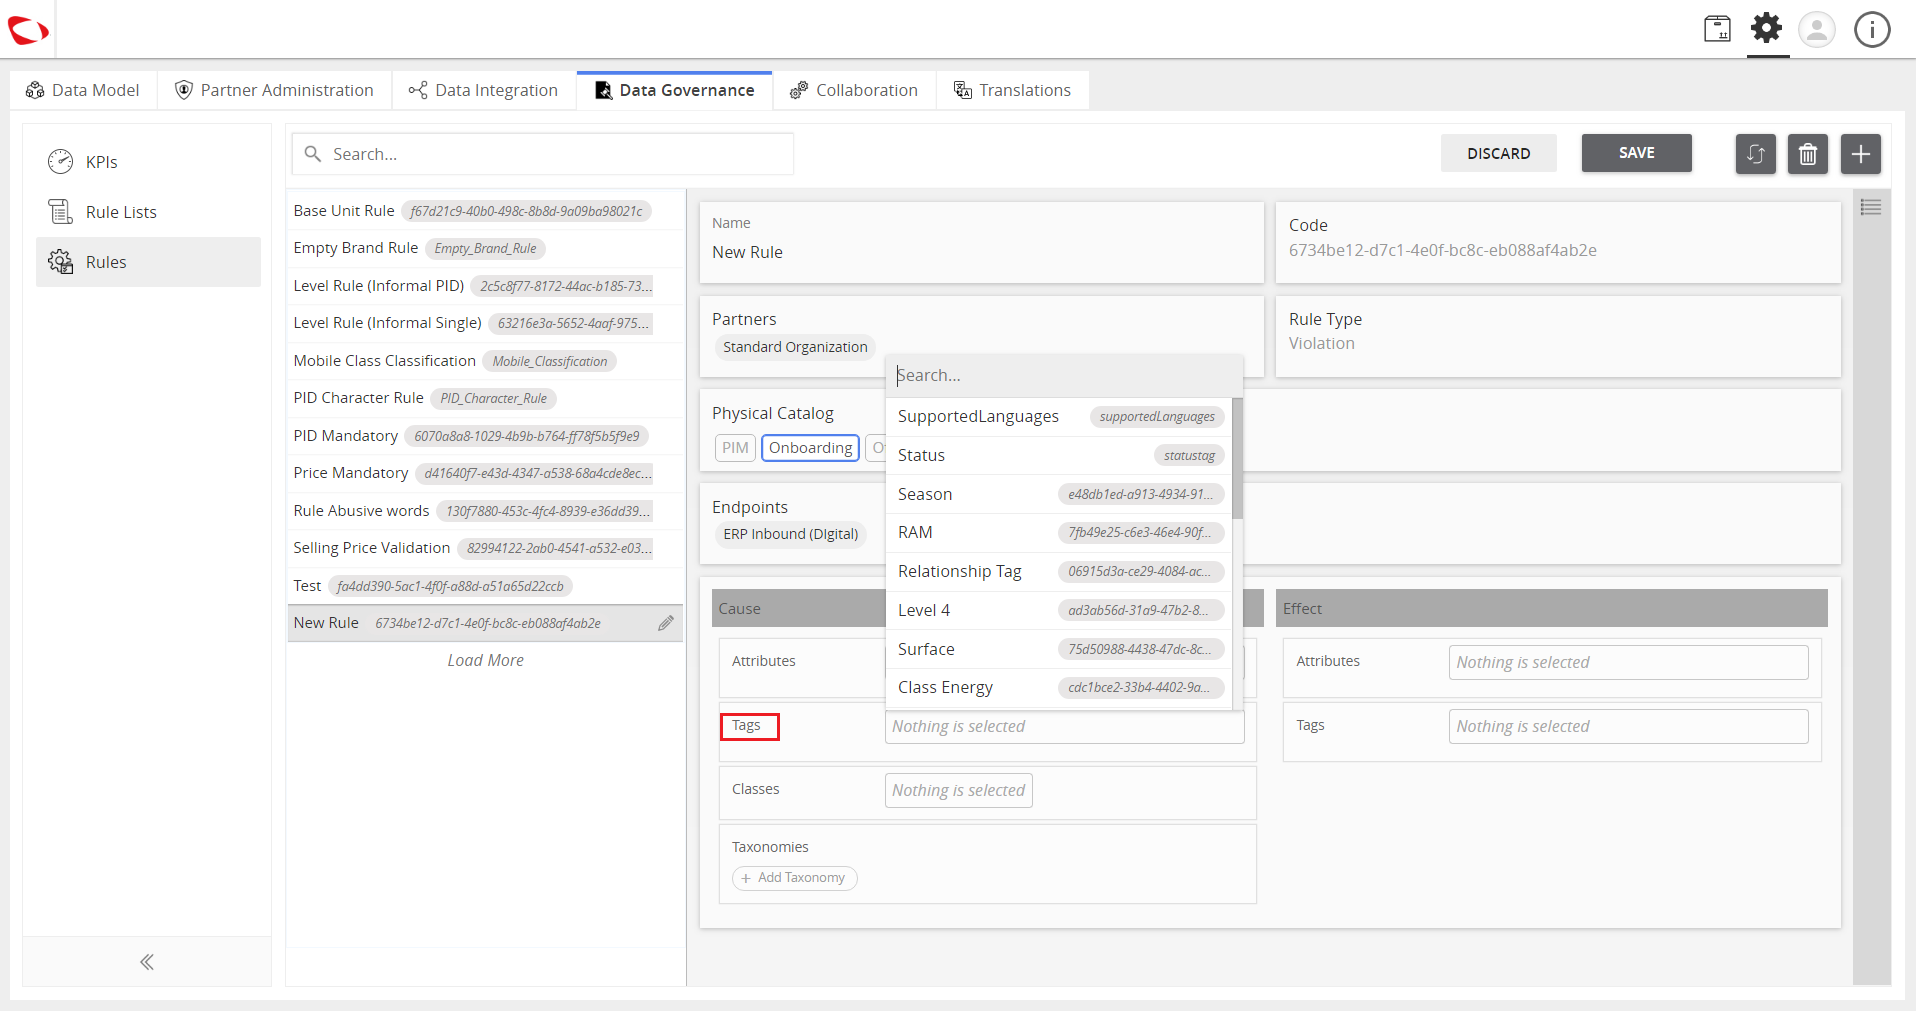 Data Model
Partner Administration
Data Integration
Data Governance
Collaboration
Translations
KPIs
Rule Lists
Rules
Search...
DISCARD
SAVE
Base Unit Rule f67d21c9-40b0-498c-8b8d-9a09ba98021c
Empty Brand Rule Empty_Brand_Rule
Level Rule (Informal PID) 2c5c8f77-8172-44ac-b185-73...
Level Rule (Informal Single) 63216e3a-5652-4aaf-975...
Mobile Class Classification Mobile_Classification
PID Character Rule PID_Character_Rule
PID Mandatory 6070a8a8-1029-4b9b-b764-ff78f5b5f9e9
Price Mandatory d41640f7-e43d-4347-a538-68a4cde8ec...
Rule Abusive words 130f7880-453c-4fc4-8939-e36dd39...
Selling Price Validation 82994122-2ab0-4541-a532-e03...
Test fa4dd390-5ac1-4f0f-a88d-a51a65d22ccb
New Rule 6734be12-d7c1-4e0f-bc8c-eb088af4ab2e
Load More
Name
New Rule
Code
6734be12-d7c1-4e0f-bc8c-eb088af4ab2e
Partners
Standard Organization
Rule Type
Violation
Physical Catalog
PIM Onboarding
Endpoints
ERP Inbound (DIgital)
Search...
SupportedLanguages supportedLanguages
Status statustag
Season e48db1ed-a913-4934-91...
RAM 7fb49e25-c6e3-46e4-90f...
Relationship Tag 06915d3a-ce29-4084-ac...
Level 4 ad3ab56d-31a9-47b2-8...
Surface 75d50988-4438-47dc-8c...
Class Energy cdc1bce2-33b4-4402-9a...
Cause
Attributes
Tags Nothing is selected
Classes Nothing is selected
Taxonomies
+ Add Taxonomy
Effect
Attributes Nothing is selected
Tags Nothing is selected